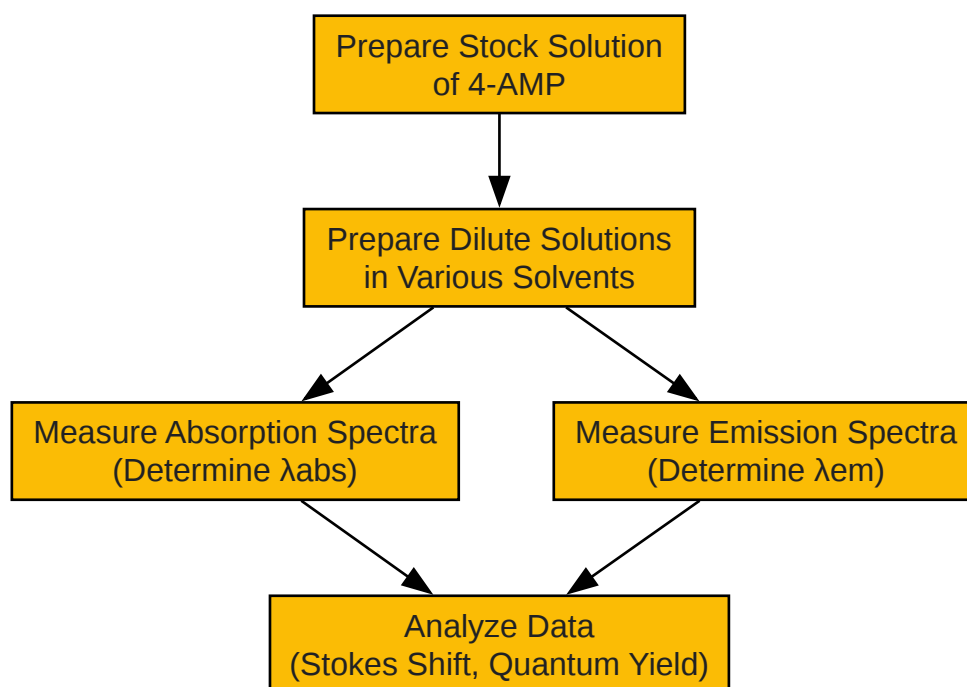 Prepare Stock Solution
of 4-AMP
Prepare Dilute Solutions
in Various Solvents
Measure Absorption Spectra
(Determine λabs)
Measure Emission Spectra
(Determine λem)
Analyze Data
(Stokes Shift, Quantum Yield)